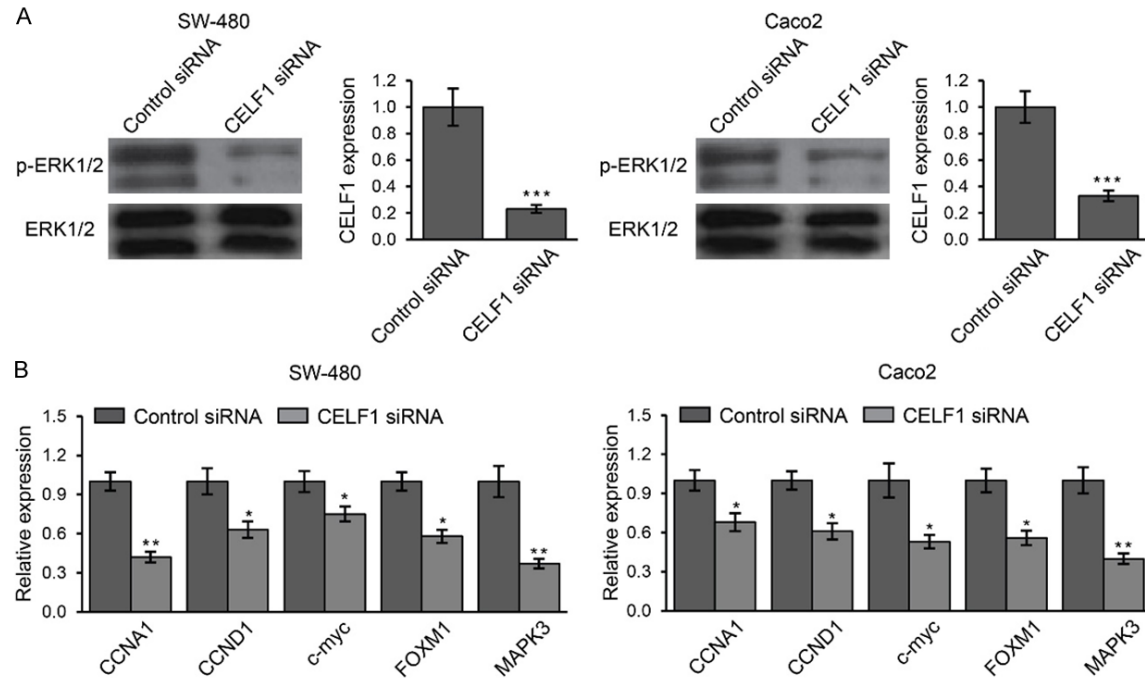 A
SW-480
Control siRNA
CELF1 siRNA
p-ERK1/2
ERK1/2
CELF1 expression
1.2
1.0
0.8
0.6
0.4
0.2
0.0
***
Control siRNA
CELF1 siRNA
Caco2
Control siRNA
CELF1 siRNA
p-ERK1/2
ERK1/2
CELF1 expression
1.2
1.0
0.8
0.6
0.4
0.2
0.0
***
Control siRNA
CELF1 siRNA
B
SW-480
Control siRNA CELF1 siRNA
Relative expression
1.5
1.2
0.9
0.6
0.3
0.0
** * * * **
CCNA1
CCND1
c-myc
FOXM1
MAPK3
Caco2
Control siRNA CELF1 siRNA
Relative expression
1.5
1.2
0.9
0.6
0.3
0.0
* * * * **
CCNA1
CCND1
c-myc
FOXM1
MAPK3